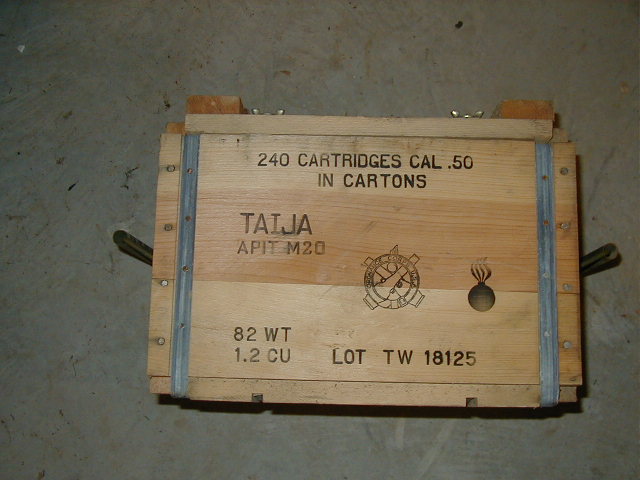 240 CARTRIDGES CAL .50
IN CARTONS
TAIJA
APIT M20
82 WT
1.2 CU
LOT TW 18125